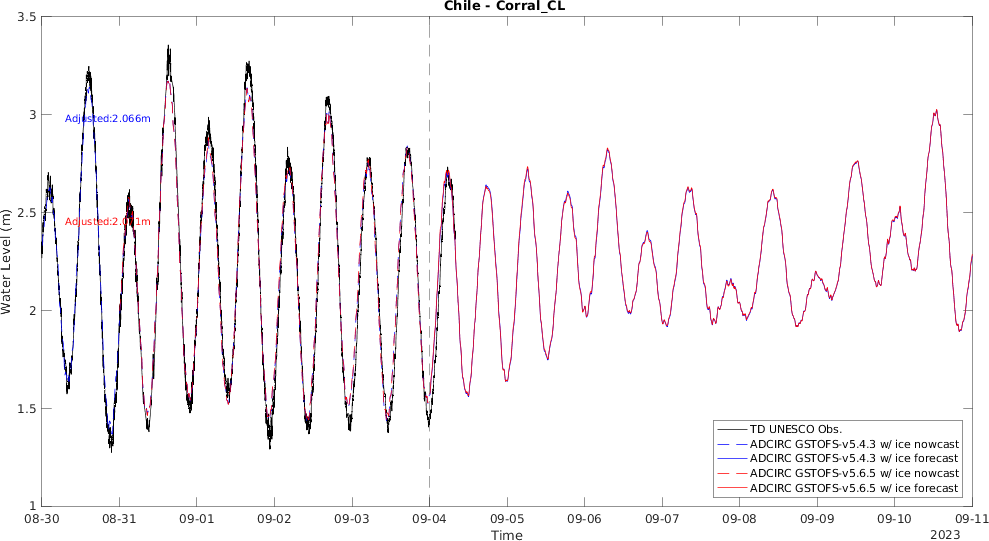 Chile - Corral_CL
3.5
3
2.5
2
1.5
1
Water Level (m)
Adjusted:2.066m
08-30
08-31
09-01
09-02
09-03
09-04
09-05
09-06
09-07
09-08
09-09
09-10
09-11
Time
2023
TD UNESCO Obs.
ADCIRC GSTOFS-v5.4.3 w/ ice nowcast
ADCIRC GSTOFS-v5.4.3 w/ ice forecast
ADCIRC GSTOFS-v5.6.5 w/ ice nowcast
ADCIRC GSTOFS-v5.6.5 w/ ice forecast